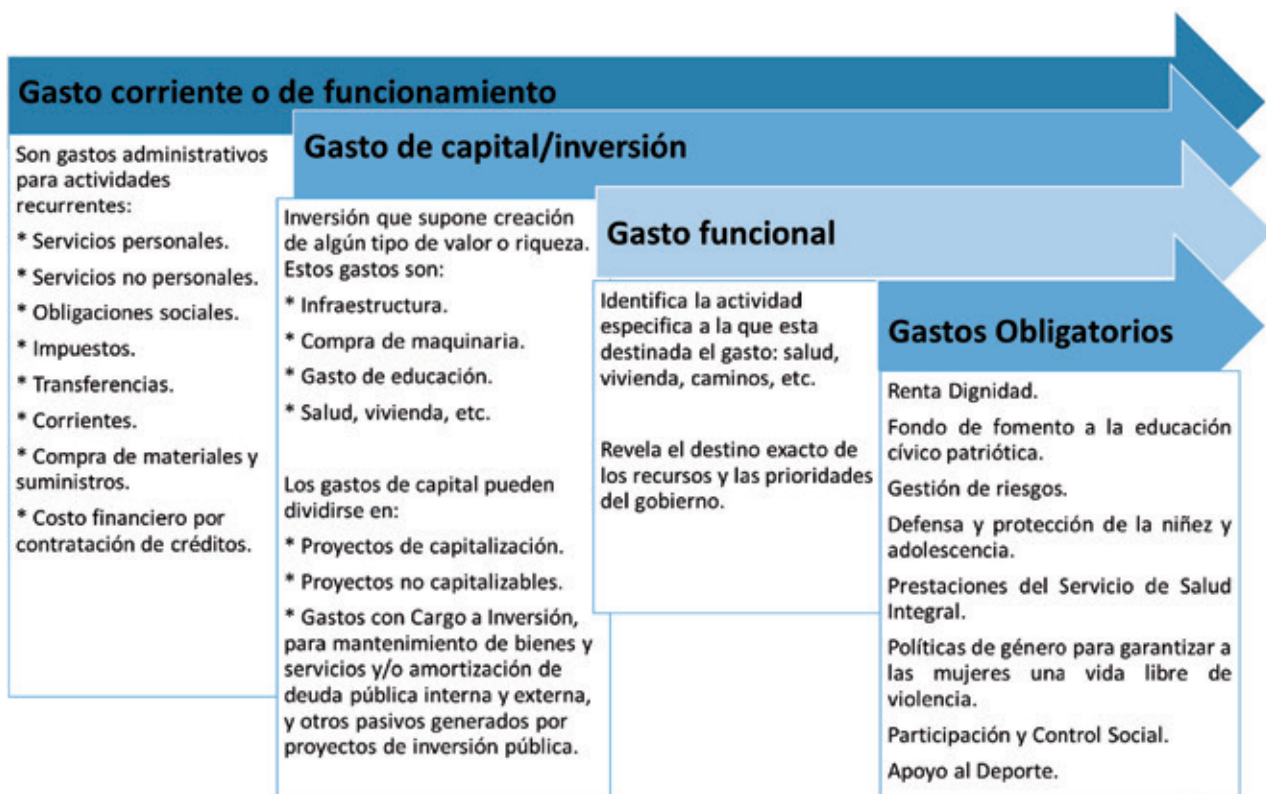 Gasto corriente o de funcionamiento
Son gastos administrativos
para actividades
recurrentes:
* Servicios personales.
* Servicios no personales.
* Obligaciones sociales.
* Impuestos.
* Transferencias.
* Corrientes.
* Compra de materiales y
suministros.
* Costo financiero por
contratación de créditos.
Gasto de capital/inversión
Inversión que supone creación
de algún tipo de valor o riqueza.
Estos gastos son:
* Infraestructura.
* Compra de maquinaria.
* Gasto de educación.
* Salud, vivienda, etc.
Los gastos de capital pueden
dividirse en:
* Proyectos de capitalización.
* Proyectos no capitalizables.
* Gastos con Cargo a Inversión,
para mantenimiento de bienes y
servicios y/o amortización de
deuda pública interna y externa,
y otros pasivos generados por
proyectos de inversión pública.
Gasto funcional
Identifica la actividad
especifica a la que esta
destinada el gasto: salud,
vivienda, caminos, etc.
Revela el destino exacto de
los recursos y las prioridades
del gobierno.
Gastos Obligatorios
Renta Dignidad.
Fondo de fomento a la educación
cívico patriótica.
Gestión de riesgos.
Defensa y protección de la niñez y
adolescencia.
Prestaciones del Servicio de Salud
Integral.
Políticas de género para garantizar a
las mujeres una vida libre de
violencia.
Participación y Control Social.
Apoyo al Deporte.